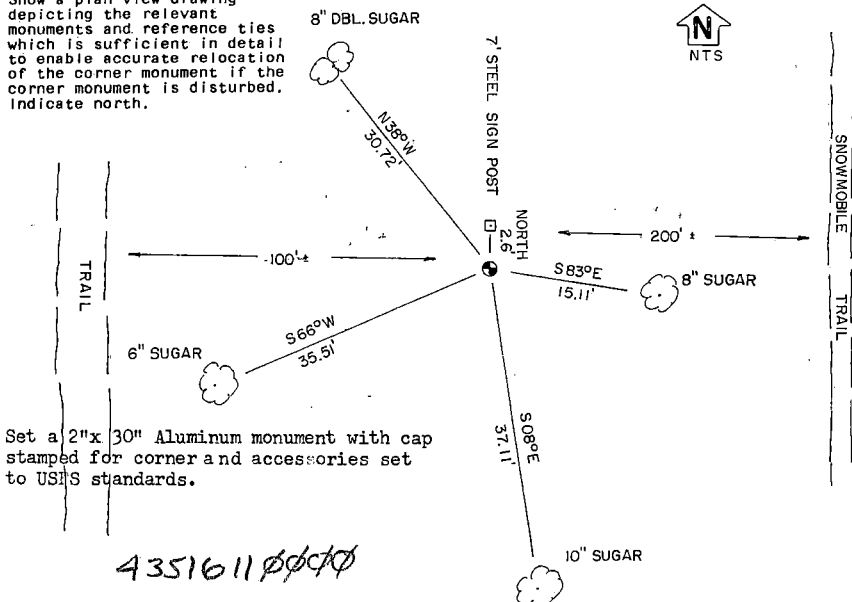 Show a plan view drawing
depicting the relevant
monuments and reference ties
which is sufficient in detail
to enable accurate relocation
of the corner monument if the
corner monument is disturbed.
Indicate north.
8" DBL. SUGAR
7' STEEL SIGN POST
N
NTS
N38°W
30.72'
NORTH
2.6'
SNOWMOBILE TRAIL
200' ±
100'±
TRAIL
S83°E
15.11'
8" SUGAR
S66°W
35.51'
6" SUGAR
S08°E
37.11'
Set a 2"x 30" Aluminum monument with cap
stamped for corner and accessories set
to USFS standards.
10" SUGAR
43516110000